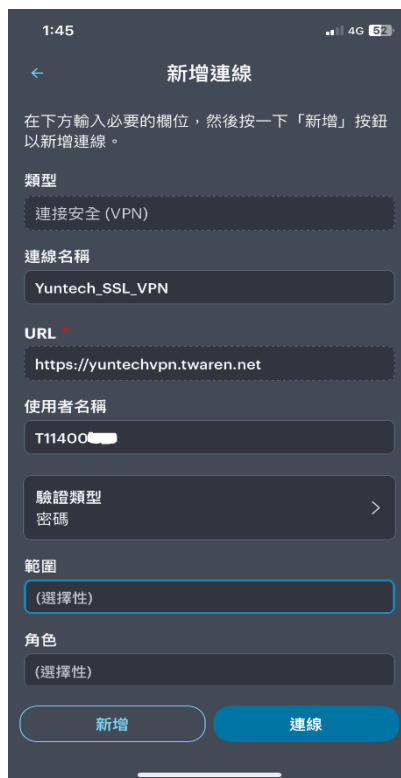 1:45
4G 52
新增連線
在下方輸入必要的欄位，然後按一下「新增」按鈕
以新增連線。
類型
連接安全 (VPN)
連線名稱
Yuntech_SSL_VPN
URL *
https://yuntechvpn.twaren.net
使用者名稱
T11400
驗證類型
密碼
範圍
(選擇性)
角色
(選擇性)
新增
連線